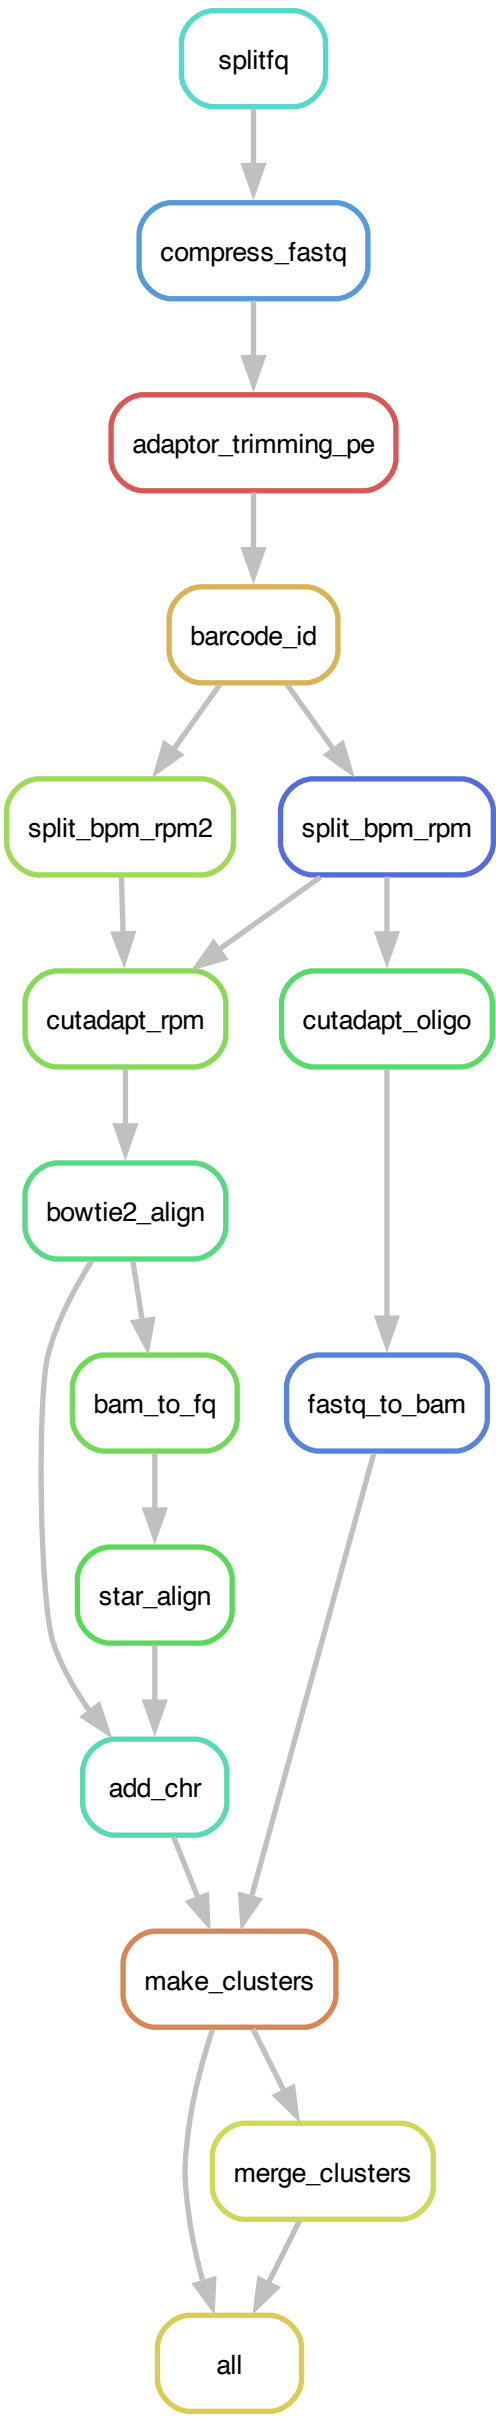 splitfq
compress_fastq
adaptor_trimming_pe
barcode_id
split_bpm_rpm2
split_bpm_rpm
cutadapt_rpm
cutadapt_oligo
bowtie2_align
bam_to_fq
fastq_to_bam
star_align
add_chr
make_clusters
merge_clusters
all